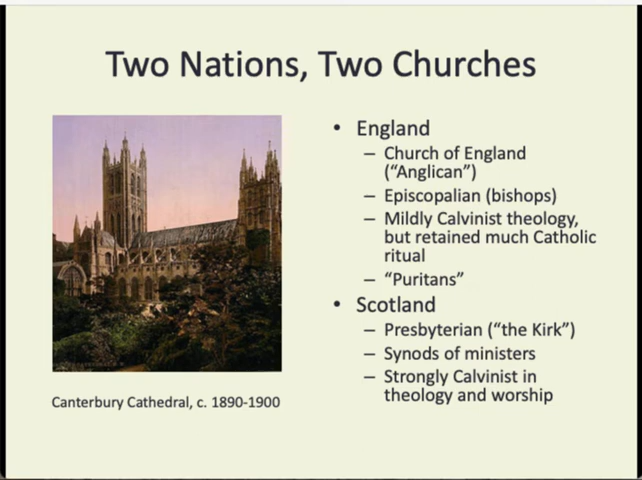 Two Nations, Two Churches
• England
– Church of England
("Anglican")
– Episcopalian (bishops)
– Mildly Calvinist theology,
but retained much Catholic
ritual
– "Puritans"
• Scotland
– Presbyterian ("the Kirk")
– Synods of ministers
– Strongly Calvinist in
theology and worship
Canterbury Cathedral, c. 1890-1900